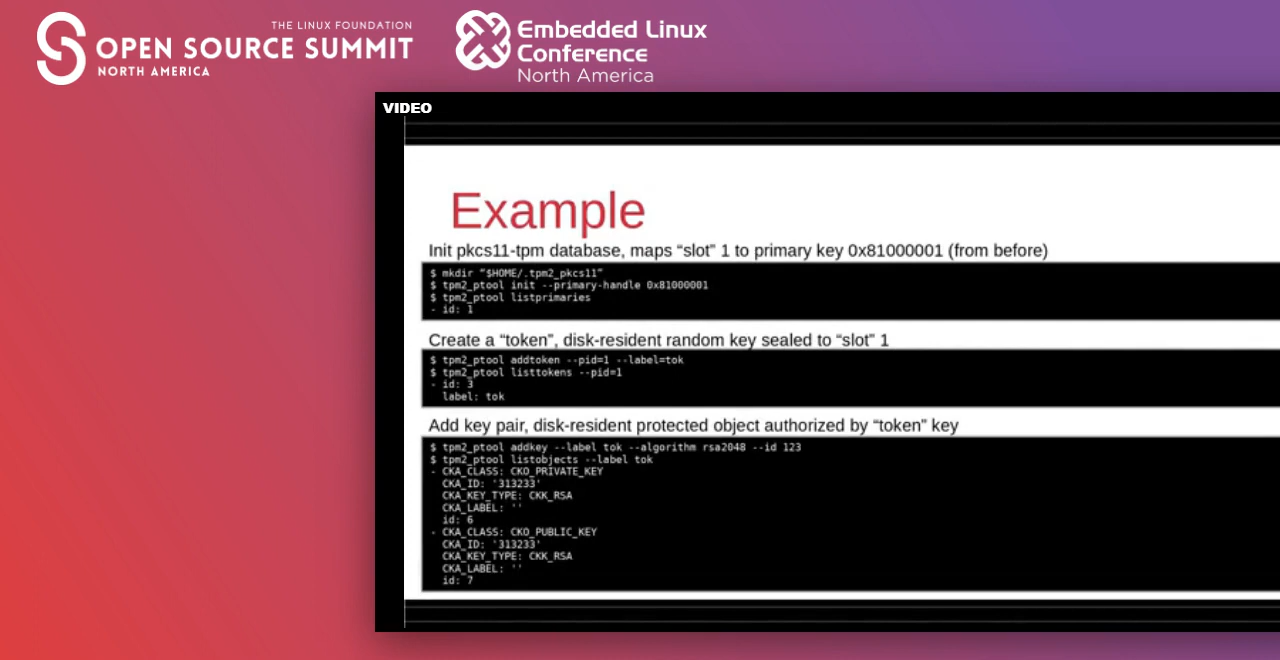 THE LINUX FOUNDATION
OPEN SOURCE SUMMIT
NORTH AMERICA
Embedded Linux
Conference
North America
VIDEO
Example
Init pkcs11-tpm database, maps “slot” 1 to primary key 0x81000001 (from before)
$ mkdir “$HOME/.tpm2_pkcs11”
$ tpm2_ptool init --primary-handle 0x81000001
$ tpm2_ptool listprimaries
- id: 1
Create a “token”, disk-resident random key sealed to “slot” 1
$ tpm2_ptool addtoken --pid=1 --label=tok
$ tpm2_ptool listtokens --pid=1
- id: 3
label: tok
Add key pair, disk-resident protected object authorized by “token” key
$ tpm2_ptool addkey --label tok --algorithm rsa2048 --id 123
$ tpm2_ptool listobjects --label tok
- CKA_CLASS: CKO_PRIVATE_KEY
CKA_ID: '313233'
CKA_KEY_TYPE: CKK_RSA
CKA_LABEL: ''
id: 6
- CKA_CLASS: CKO_PUBLIC_KEY
CKA_ID: '313233'
CKA_KEY_TYPE: CKK_RSA
CKA_LABEL: ''
id: 7